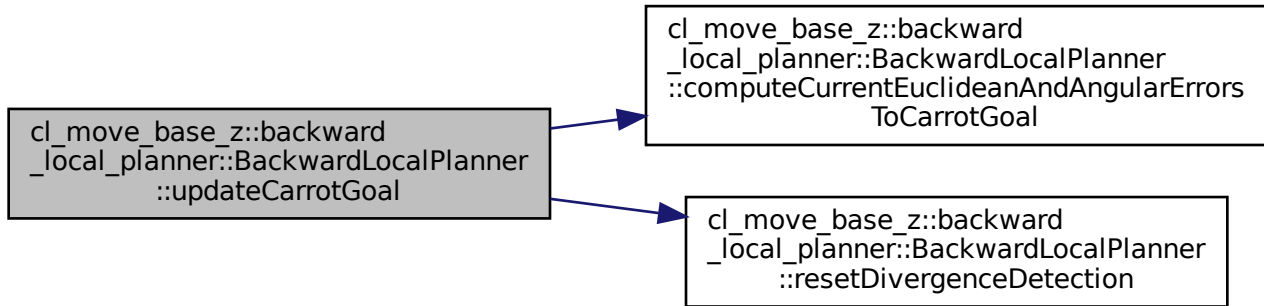 cl_move_base_z::backward
_local_planner::BackwardLocalPlanner
::updateCarrotGoal
cl_move_base_z::backward
_local_planner::BackwardLocalPlanner
::computeCurrentEuclideanAndAngularErrors
ToCarrotGoal
cl_move_base_z::backward
_local_planner::BackwardLocalPlanner
::resetDivergenceDetection